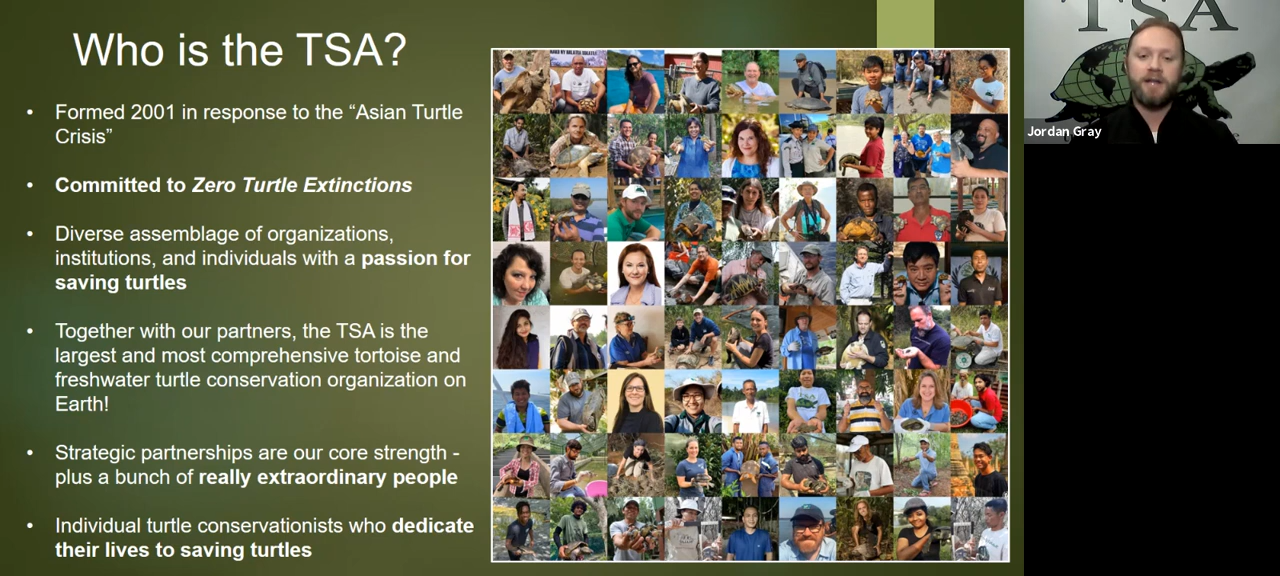 Who is the TSA?
• Formed 2001 in response to the “Asian Turtle
Crisis”
• Committed to Zero Turtle Extinctions
• Diverse assemblage of organizations,
institutions, and individuals with a passion for
saving turtles
• Together with our partners, the TSA is the
largest and most comprehensive tortoise and
freshwater turtle conservation organization on
Earth!
• Strategic partnerships are our core strength -
plus a bunch of really extraordinary people
• Individual turtle conservationists who dedicate
their lives to saving turtles
TSA
Jordan Gray